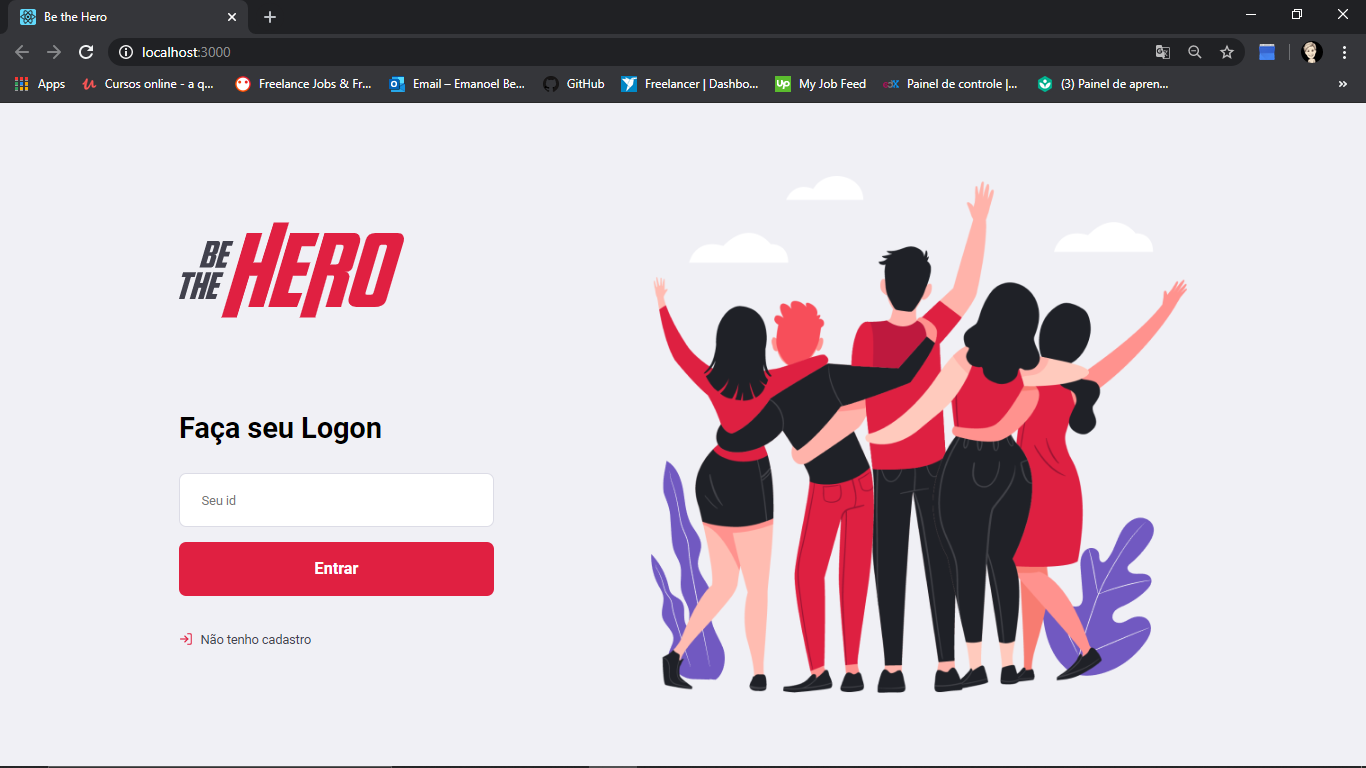 Be the Hero
localhost:3000
Apps
Cursos online - a q...
Freelance Jobs & Fr...
Email – Emanoel Be...
GitHub
Freelancer | Dashbo...
Up My Job Feed
edX Painel de controle |...
(3) Painel de apren...
BE
THE HERO
Faça seu Logon
Seu id
Entrar
Não tenho cadastro